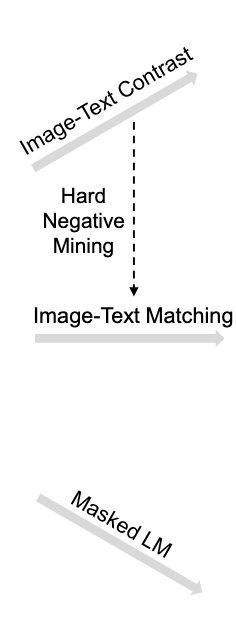 Image-Text Contrast
Hard
Negative
Mining
Image-Text Matching
Masked LM